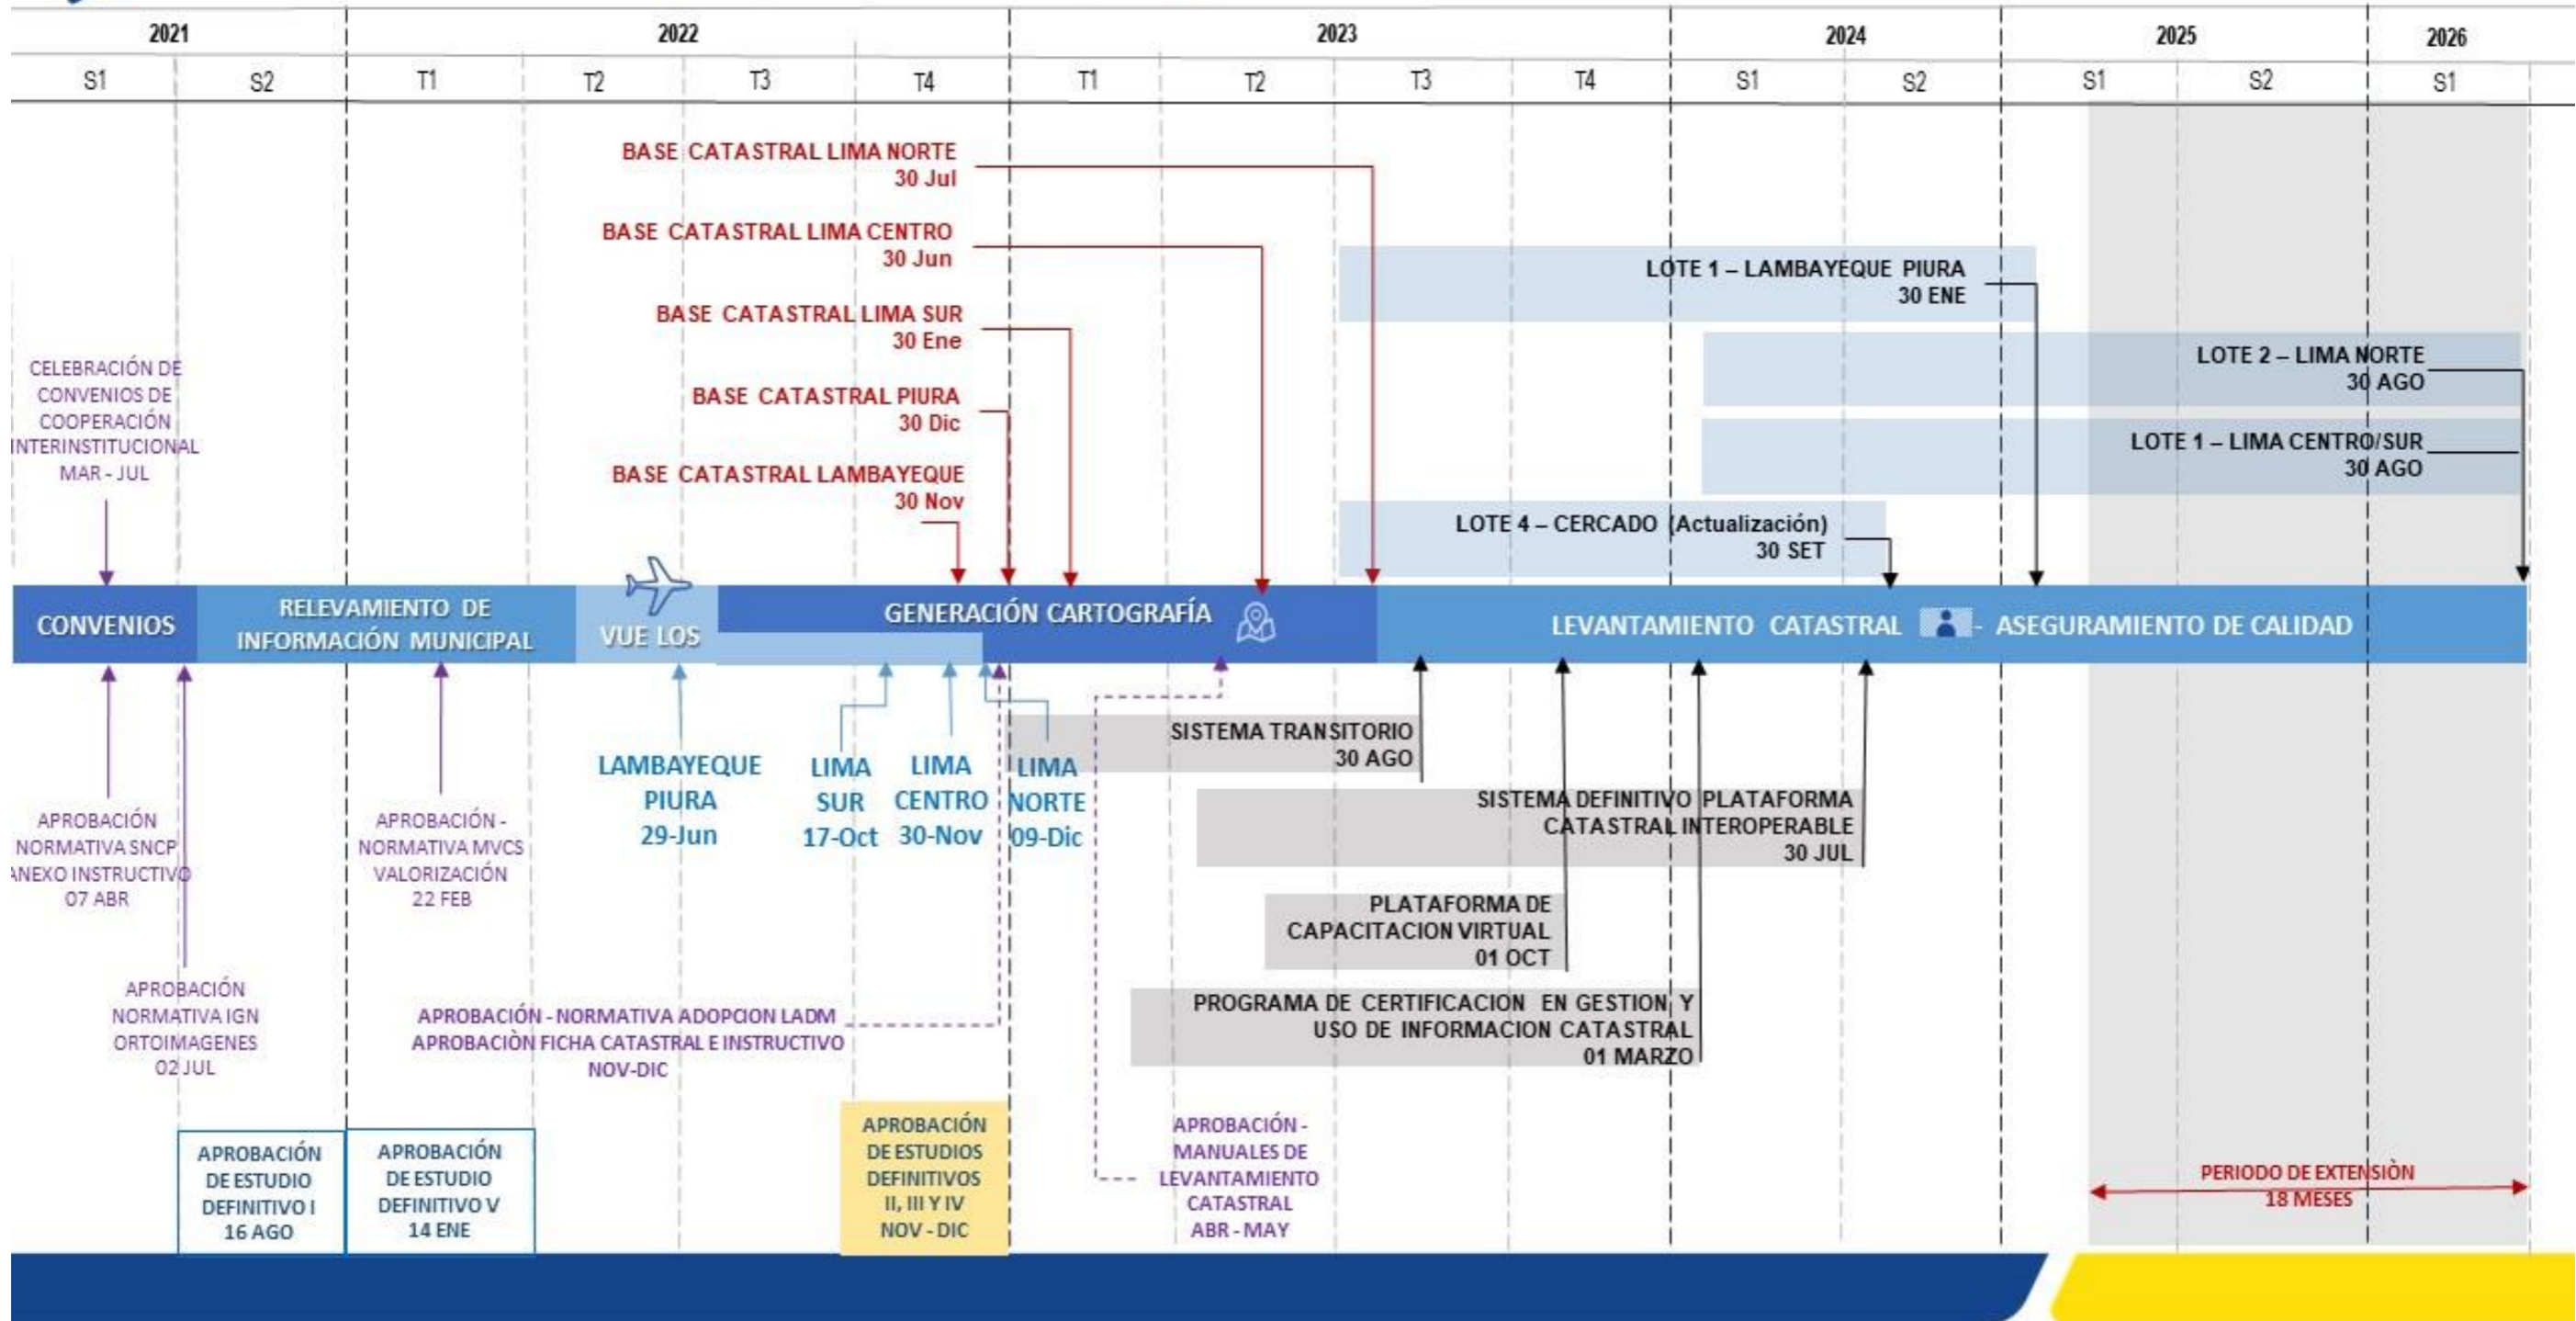 2021
2022
2023
2024
2025
2026
S1
S2
T1
T2
T3
T4
T1
T2
T3
T4
S1
S2
S1
S2
S1
BASE CATASTRAL LIMA NORTE
30 Jul
BASE CATASTRAL LIMA CENTRO
30 Jun
BASE CATASTRAL LIMA SUR
30 Ene
BASE CATASTRAL PIURA
30 Dic
BASE CATASTRAL LAMBAYEQUE
30 Nov
LOTE 1 – LAMBAYEQUE PIURA
30 ENE
LOTE 2 – LIMA NORTE
30 AGO
LOTE 1 – LIMA CENTRO/SUR
30 AGO
LOTE 4 – CERCADO (Actualización)
30 SET
CELEBRACIÓN DE
CONVENIOS DE
COOPERACIÓN
INTERINSTITUCIONAL
MAR - JUL
CONVENIOS
RELEVAMIENTO DE
INFORMACIÓN MUNICIPAL
VUE LOS
GENERACIÓN CARTOGRAFÍA
LEVANTAMIENTO CATASTRAL - ASEGURAMIENTO DE CALIDAD
LAMBAYEQUE
PIURA
29-Jun
LIMA
SUR
17-Oct
LIMA
CENTRO
30-Nov
LIMA
NORTE
09-Dic
SISTEMA TRANSITORIO
30 AGO
SISTEMA DEFINITIVO PLATAFORMA
CATASTRAL INTEROPERABLE
30 JUL
PLATAFORMA DE
CAPACITACION VIRTUAL
01 OCT
PROGRAMA DE CERTIFICACION EN GESTION Y
USO DE INFORMACION CATASTRAL
01 MARZO
APROBACIÓN
NORMATIVA SNCP
ANEXO INSTRUCTIVO
07 ABR
APROBACIÓN -
NORMATIVA MVCS
VALORIZACIÓN
22 FEB
APROBACIÓN
NORMATIVA IGN
ORTOIMAGENES
02 JUL
APROBACIÓN - NORMATIVA ADOPCION LADM
APROBACIÒN FICHA CATASTRAL E INSTRUCTIVO
NOV-DIC
APROBACIÓN
DE ESTUDIO
DEFINITIVO I
16 AGO
APROBACIÓN
DE ESTUDIO
DEFINITIVO V
14 ENE
APROBACIÓN
DE ESTUDIOS
DEFINITIVOS
II, III Y IV
NOV - DIC
APROBACIÓN -
MANUALES DE
LEVANTAMIENTO
CATASTRAL
ABR - MAY
PERIODO DE EXTENSIÒN
18 MESES